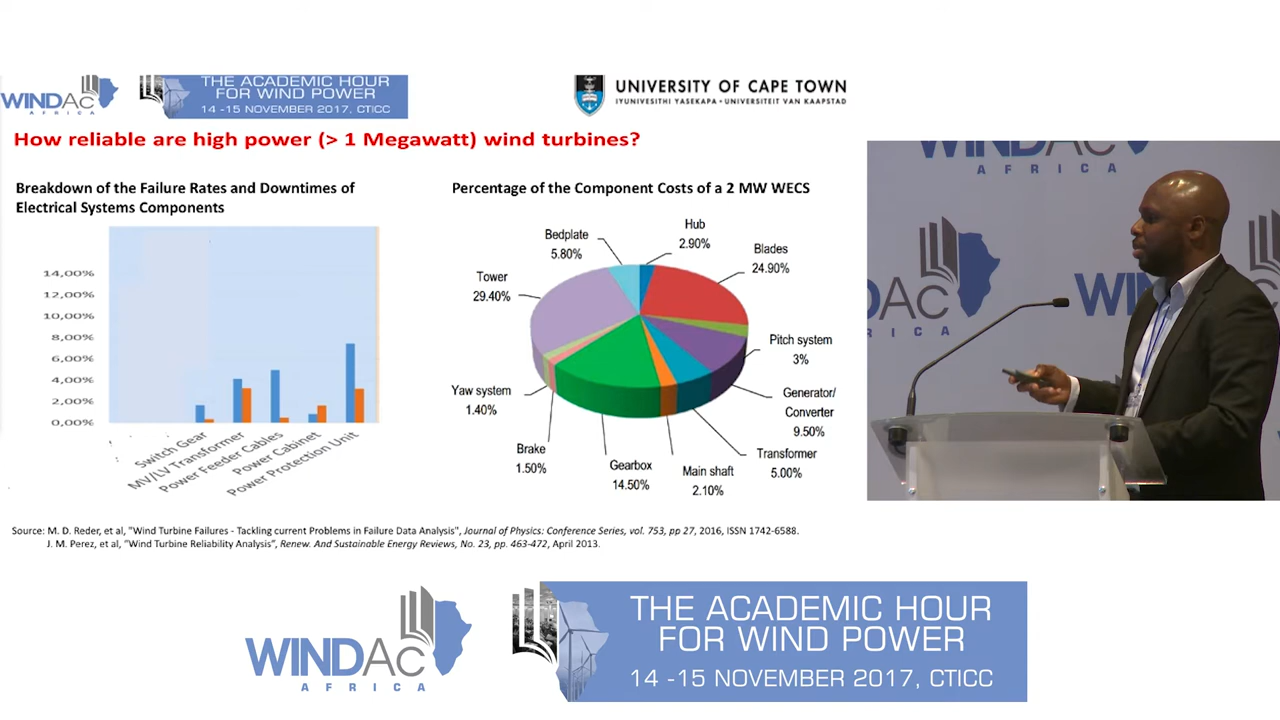 WINDAC
AFRICA
THE ACADEMIC HOUR
FOR WIND POWER
14 -15 NOVEMBER 2017, CTICC
UNIVERSITY OF CAPE TOWN
IYUNIVESITHI YASEKAPA • UNIVERSITEIT VAN KAAPSTAD
How reliable are high power (> 1 Megawatt) wind turbines?
Breakdown of the Failure Rates and Downtimes of
Electrical Systems Components
14,00%
12,00%
10,00%
8,00%
6,00%
4,00%
2,00%
0,00%
Switch Gear
MV/LV Transformer
Power Feeder Cables
Power Cabinet
Power Protection Unit
Percentage of the Component Costs of a 2 MW WECS
Hub
2.90%
Blades
24.90%
Pitch system
3%
Generator/
Converter
9.50%
Transformer
5.00%
Main shaft
2.10%
Gearbox
14.50%
Brake
1.50%
Yaw system
1.40%
Tower
29.40%
Bedplate
5.80%
Source: M. D. Reder, et al, "Wind Turbine Failures - Tackling current Problems in Failure Data Analysis", Journal of Physics: Conference Series, vol. 753, pp 27, 2016, ISSN 1742-6588.
J. M. Perez, et al, "Wind Turbine Reliability Analysis", Renew. And Sustainable Energy Reviews, No. 23, pp. 463-472, April 2013.
AFRICA
WINDAC
AFRICA
THE ACADEMIC HOUR
FOR WIND POWER
14 -15 NOVEMBER 2017, CTICC